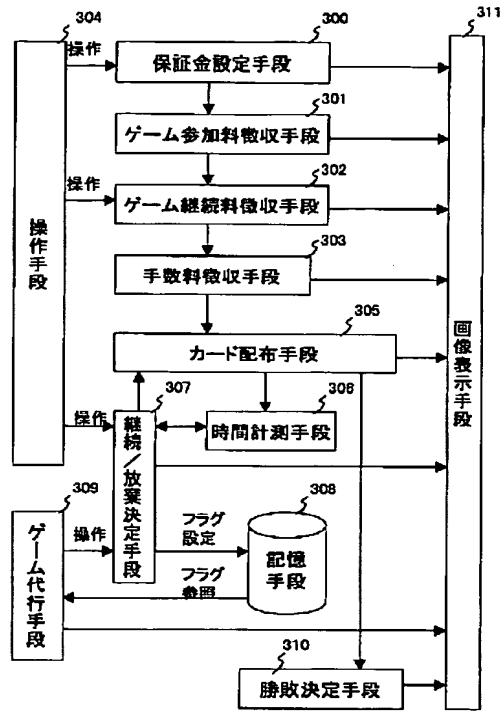 304
300
311
操作
保証金設定手段
301
ゲーム参加料徴収手段
302
操作
ゲーム継続料徴収手段
303
手数料徴収手段
操作手段
305
カード配布手段
画像表示手段
307
306
操作
継続／放棄決定手段
時間計測手段
309
308
フラグ
設定
操作
記憶
手段
ゲーム代行手段
フラグ
参照
310
勝敗決定手段